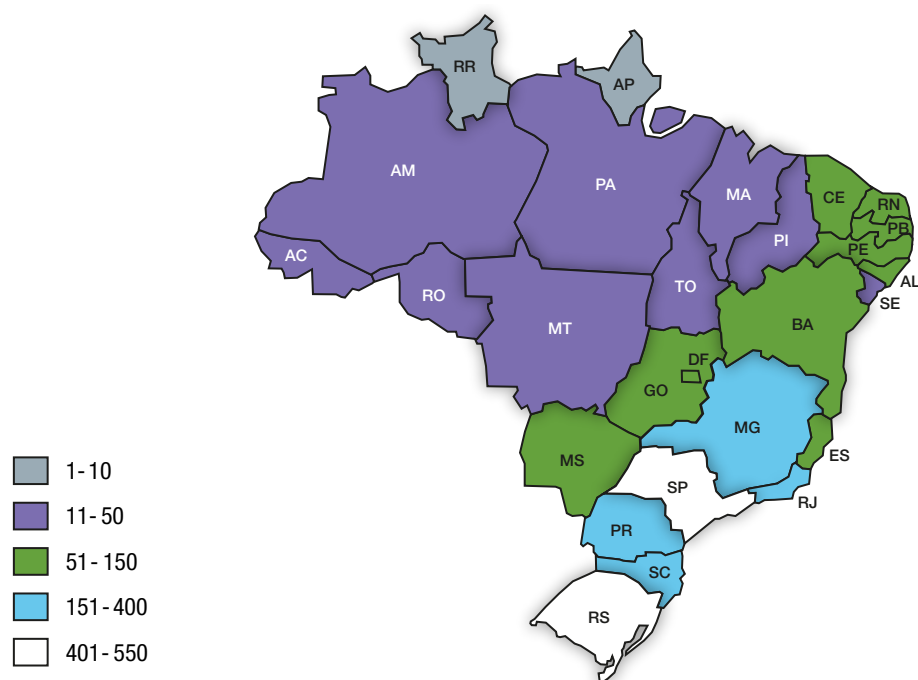 RR
AP
AM
PA
MA
CE
RN
PB
PI
PE
AC
AL
RO
TO
SE
MT
BA
DF
GO
MG
ES
MS
SP
RJ
PR
SC
RS
1-10
11-50
51-150
151-400
401-550